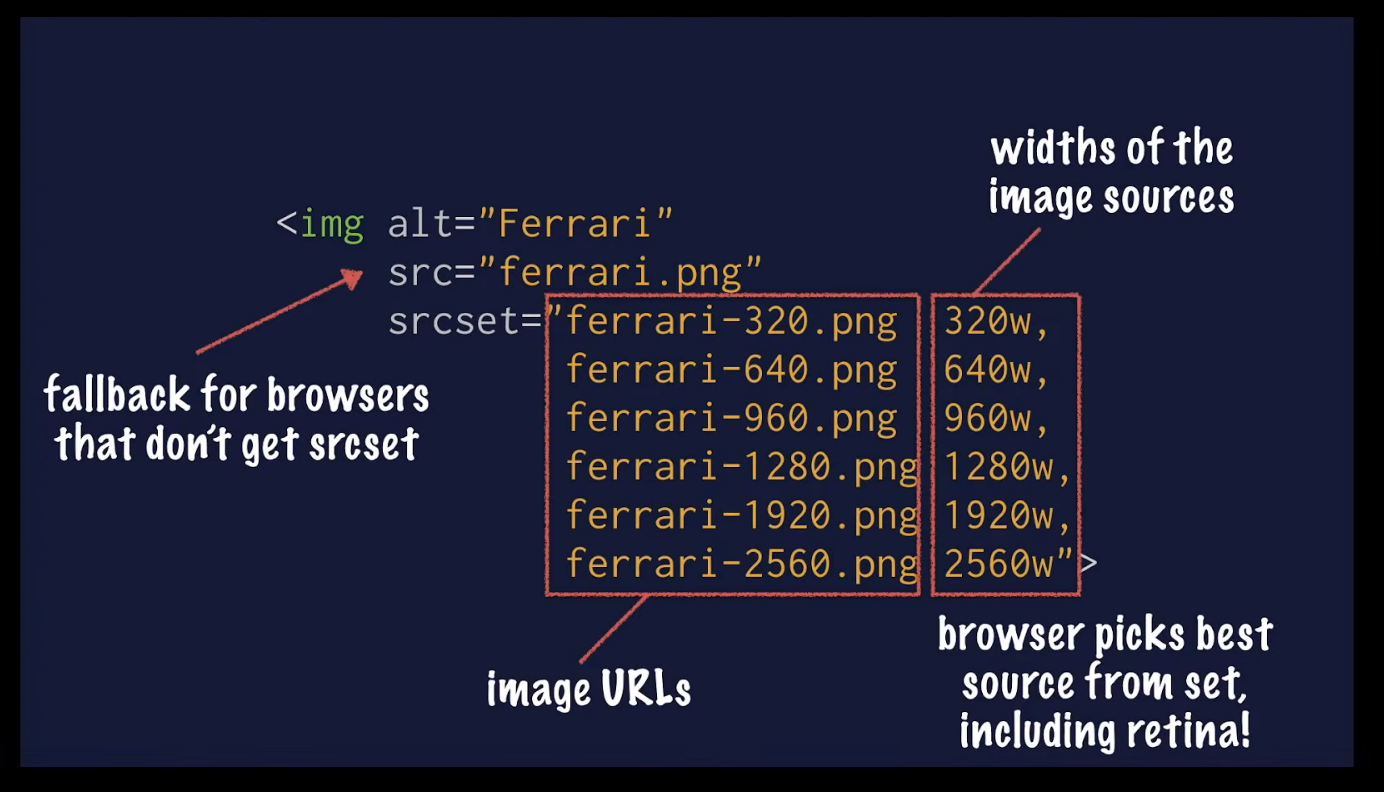 widths of the
image sources
<img alt="Ferrari"
src="ferrari.png"
srcset="ferrari-320.png 320w,
ferrari-640.png 640w,
ferrari-960.png 960w,
ferrari-1280.png 1280w,
ferrari-1920.png 1920w,
ferrari-2560.png 2560w">
fallback for browsers
that don't get srcset
image URLs
browser picks best
source from set,
including retina!